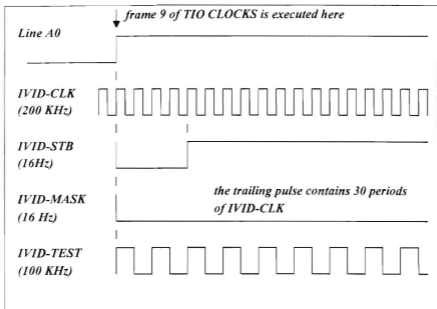 frame 9 of TIO CLOCKS is executed here
Line A0
IVID-CLK
(200 KHz)
IVID-STB
(16Hz)
IVID-MASK
(16 Hz)
the trailing pulse contains 30 periods
of IVID-CLK
IVID-TEST
(100 KHz)